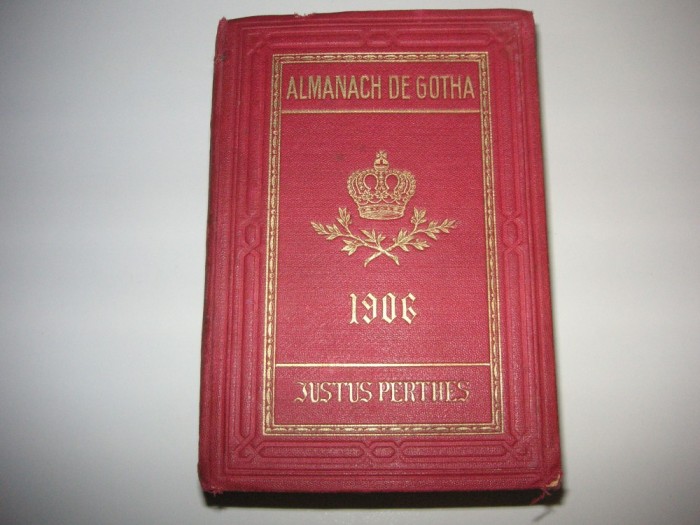 ALMANACH DE GOTHA
1906
JUSTUS PERTHES